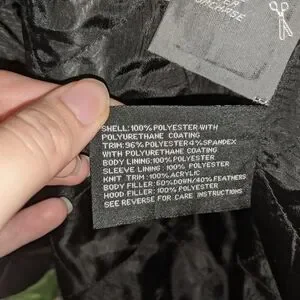 PURCHASE
SHELL: 100% POLYESTER WITH
POLYURETHANE COATING
TRIM: 96% POLYESTER 4% SPANDEX
WITH POLYURETHANE COATING
BODY LINING: 100% POLYESTER
SLEEVE LINING: 100% POLYESTER
KNIT TRIM: 100% ACRYLIC
BODY FILLER: 60% DOWN/40% FEATHERS
HOOD FILLER: 100% POLYESTER
SEE REVERSE FOR CARE INSTRUCTIONS